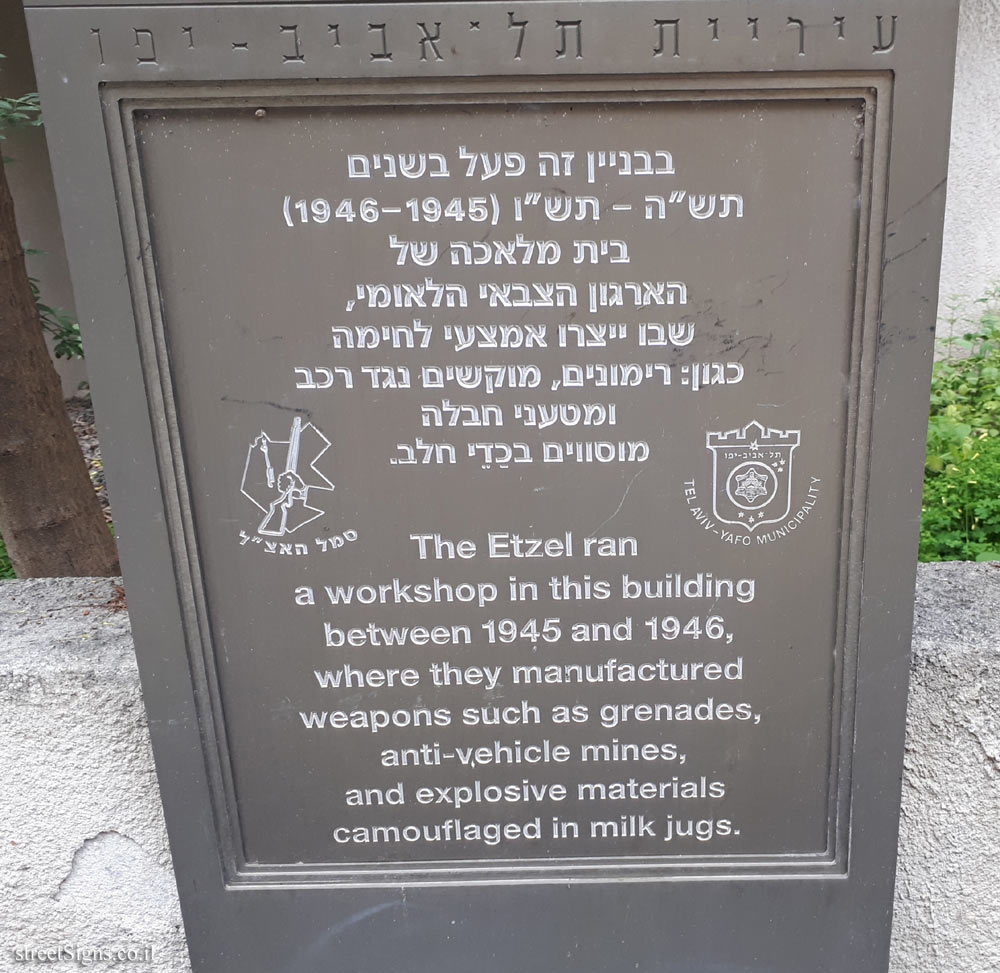 עיריית תל־אביב-יפו
בבניין זה פעל בשנים
תש״ה – תש״ו (1946–1945)
בית מלאכה של
הארגון הצבאי הלאומי,
שבו ייצרו אמצעי לחימה
כגון: רימונים, מוקשים נגד רכב
ומטעני חבלה
מוסווים בכַדֵי חלב.
סמל האצ״ל
תל-אביב-יפו
TEL AVIV-YAFO MUNICIPALITY
The Etzel ran
a workshop in this building
between 1945 and 1946,
where they manufactured
weapons such as grenades,
anti-vehicle mines,
and explosive materials
camouflaged in milk jugs.
streetSigns.co.il